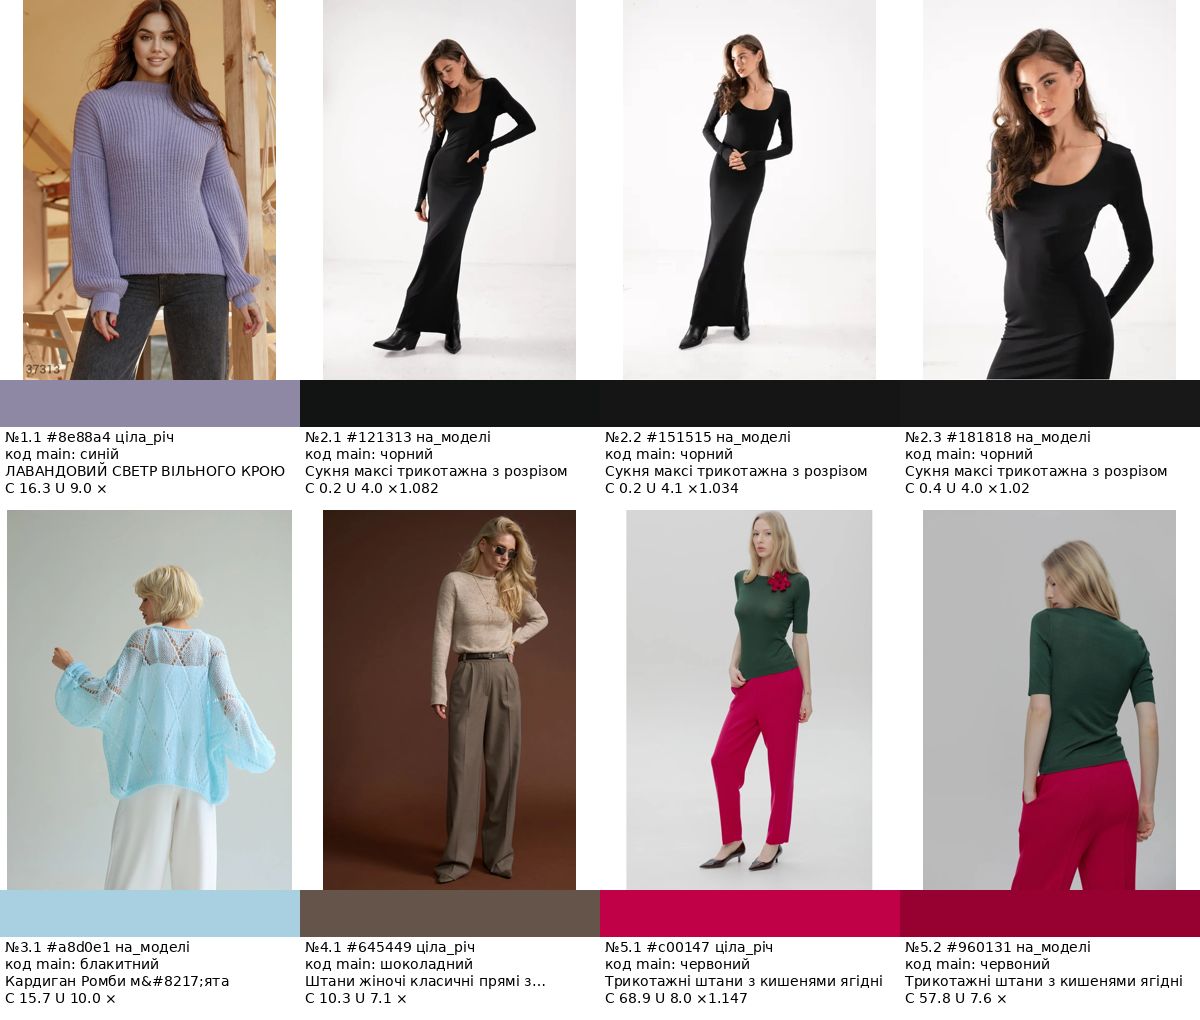 37313
№1.1 #8e88a4 ціла_річ
код main: синій
ЛАВАНДОВИЙ СВЕТР ВІЛЬНОГО КРОЮ
C 16.3 U 9.0 ×
№2.1 #121313 на_моделі
код main: чорний
Сукня максі трикотажна з розрізом
C 0.2 U 4.0 ×1.082
№2.2 #151515 на_моделі
код main: чорний
Сукня максі трикотажна з розрізом
C 0.2 U 4.1 ×1.034
№2.3 #181818 на_моделі
код main: чорний
Сукня максі трикотажна з розрізом
C 0.4 U 4.0 ×1.02
№3.1 #a8d0e1 на_моделі
код main: блакитний
Кардиган Ромби м&#8217;ята
C 15.7 U 10.0 ×
№4.1 #645449 ціла_річ
код main: шоколадний
Штани жіночі класичні прямі з…
C 10.3 U 7.1 ×
№5.1 #c00147 ціла_річ
код main: червоний
Трикотажні штани з кишенями ягідні
C 68.9 U 8.0 ×1.147
№5.2 #960131 на_моделі
код main: червоний
Трикотажні штани з кишенями ягідні
C 57.8 U 7.6 ×